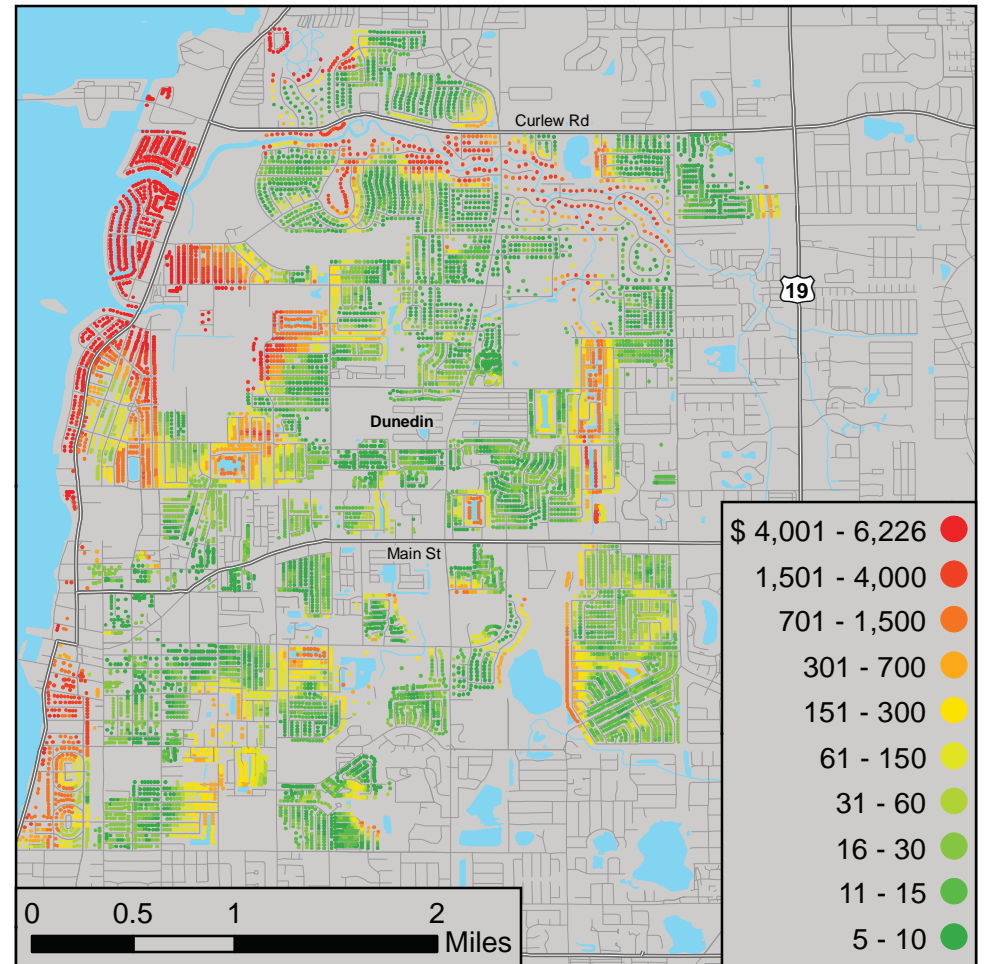 Curlew Rd
19
Dunedin
Main St
$ 4,001 - 6,226
1,501 - 4,000
701 - 1,500
301 - 700
151 - 300
61 - 150
31 - 60
16 - 30
11 - 15
5 - 10
0 0.5 1 2
Miles